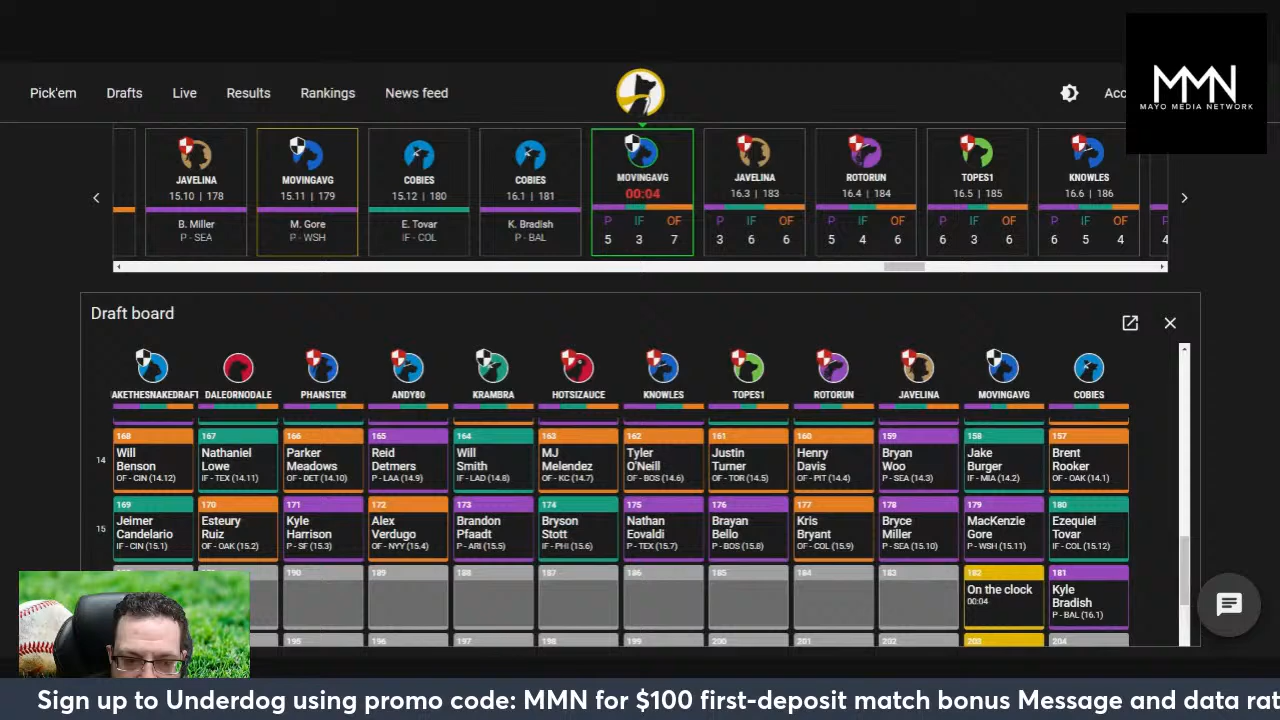 MMN
MAYO MEDIA NETWORK
Pick'em Drafts Live Results Rankings News feed
JAVELINA MOVINGAVG COBIES COBIES MOVINGAVG JAVELINA ROTORUN TOPES1 KNOWLES
15.10 | 178 15.11 | 179 15.12 | 180 16.1 | 181 00:04 16.3 | 183 16.4 | 184 16.5 | 185 16.6 | 186
B. Miller M. Gore E. Tovar K. Bradish P IF OF P IF OF P IF OF P IF OF P IF OF
P - SEA P - WSH IF - COL P - BAL 5 3 7 3 6 6 5 4 6 6 3 6 6 5 4 4
Draft board
AKETHESNAKEDRAFT DALEORNODALE PHANSTER ANDY80 KRAMBRA HOTSIZAUCE KNOWLES TOPES1 ROTORUN JAVELINA MOVINGAVG COBIES
168 167 166 165 164 163 162 161 160 159 158 157
14 Will Nathaniel Parker Reid Will MJ Tyler Justin Henry Bryan Jake Brent
Benson Lowe Meadows Detmers Smith Melendez O'Neill Turner Davis Woo Burger Rooker
OF - CIN (14.12) IF - TEX (14.11) OF - DET (14.10) P - LAA (14.9) IF - LAD (14.8) OF - KC (14.7) OF - BOS (14.6) OF - TOR (14.5) OF - PIT (14.4) P - SEA (14.3) IF - MIA (14.2) OF - OAK (14.1)
169 170 171 172 173 174 175 176 177 178 179 180
15 Jeimer Esteury Kyle Alex Brandon Bryson Nathan Brayan Kris Bryce MacKenzie Ezequiel
Candelario Ruiz Harrison Verdugo Pfaadt Stott Eovaldi Bello Bryant Miller Gore Tovar
IF - CIN (15.1) OF - OAK (15.2) P - SF (15.3) OF - NYY (15.4) P - ARI (15.5) IF - PHI (15.6) P - TEX (15.7) P - BOS (15.8) OF - COL (15.9) P - SEA (15.10) P - WSH (15.11) IF - COL (15.12)
190 189 188 187 186 185 184 183 182 181
On the clock Kyle
00:04 Bradish
P - BAL (16.1)
195 196 197 198 199 200 201 202 203 204
Sign up to Underdog using promo code: MMN for $100 first-deposit match bonus Message and data rat